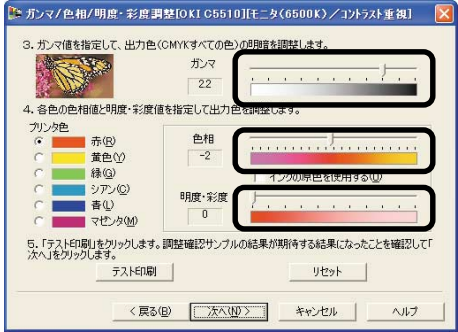 ガンマ/色相/明度・彩度調整[OKI C5510][モニタ(6500K)/コントラスト重視]
3. ガンマ値を指定して、出力色(CMYKすべての色)の明暗を調整します。
ガンマ
2.2
4. 各色の色相値と明度・彩度値を指定して出力色を調整します。
プリンタ色
赤(R)
黄色(Y)
緑(G)
シアン(C)
青(L)
マゼンタ(M)
色相
-2
インクの原色を使用する(U)
明度・彩度
0
5. 「テスト印刷」をクリックします。調整確認サンプルの結果が期待する結果になったことを確認して「
次へ」をクリックします。
テスト印刷
リセット
< 戻る(B)
次へ(N) >
キャンセル
ヘルプ